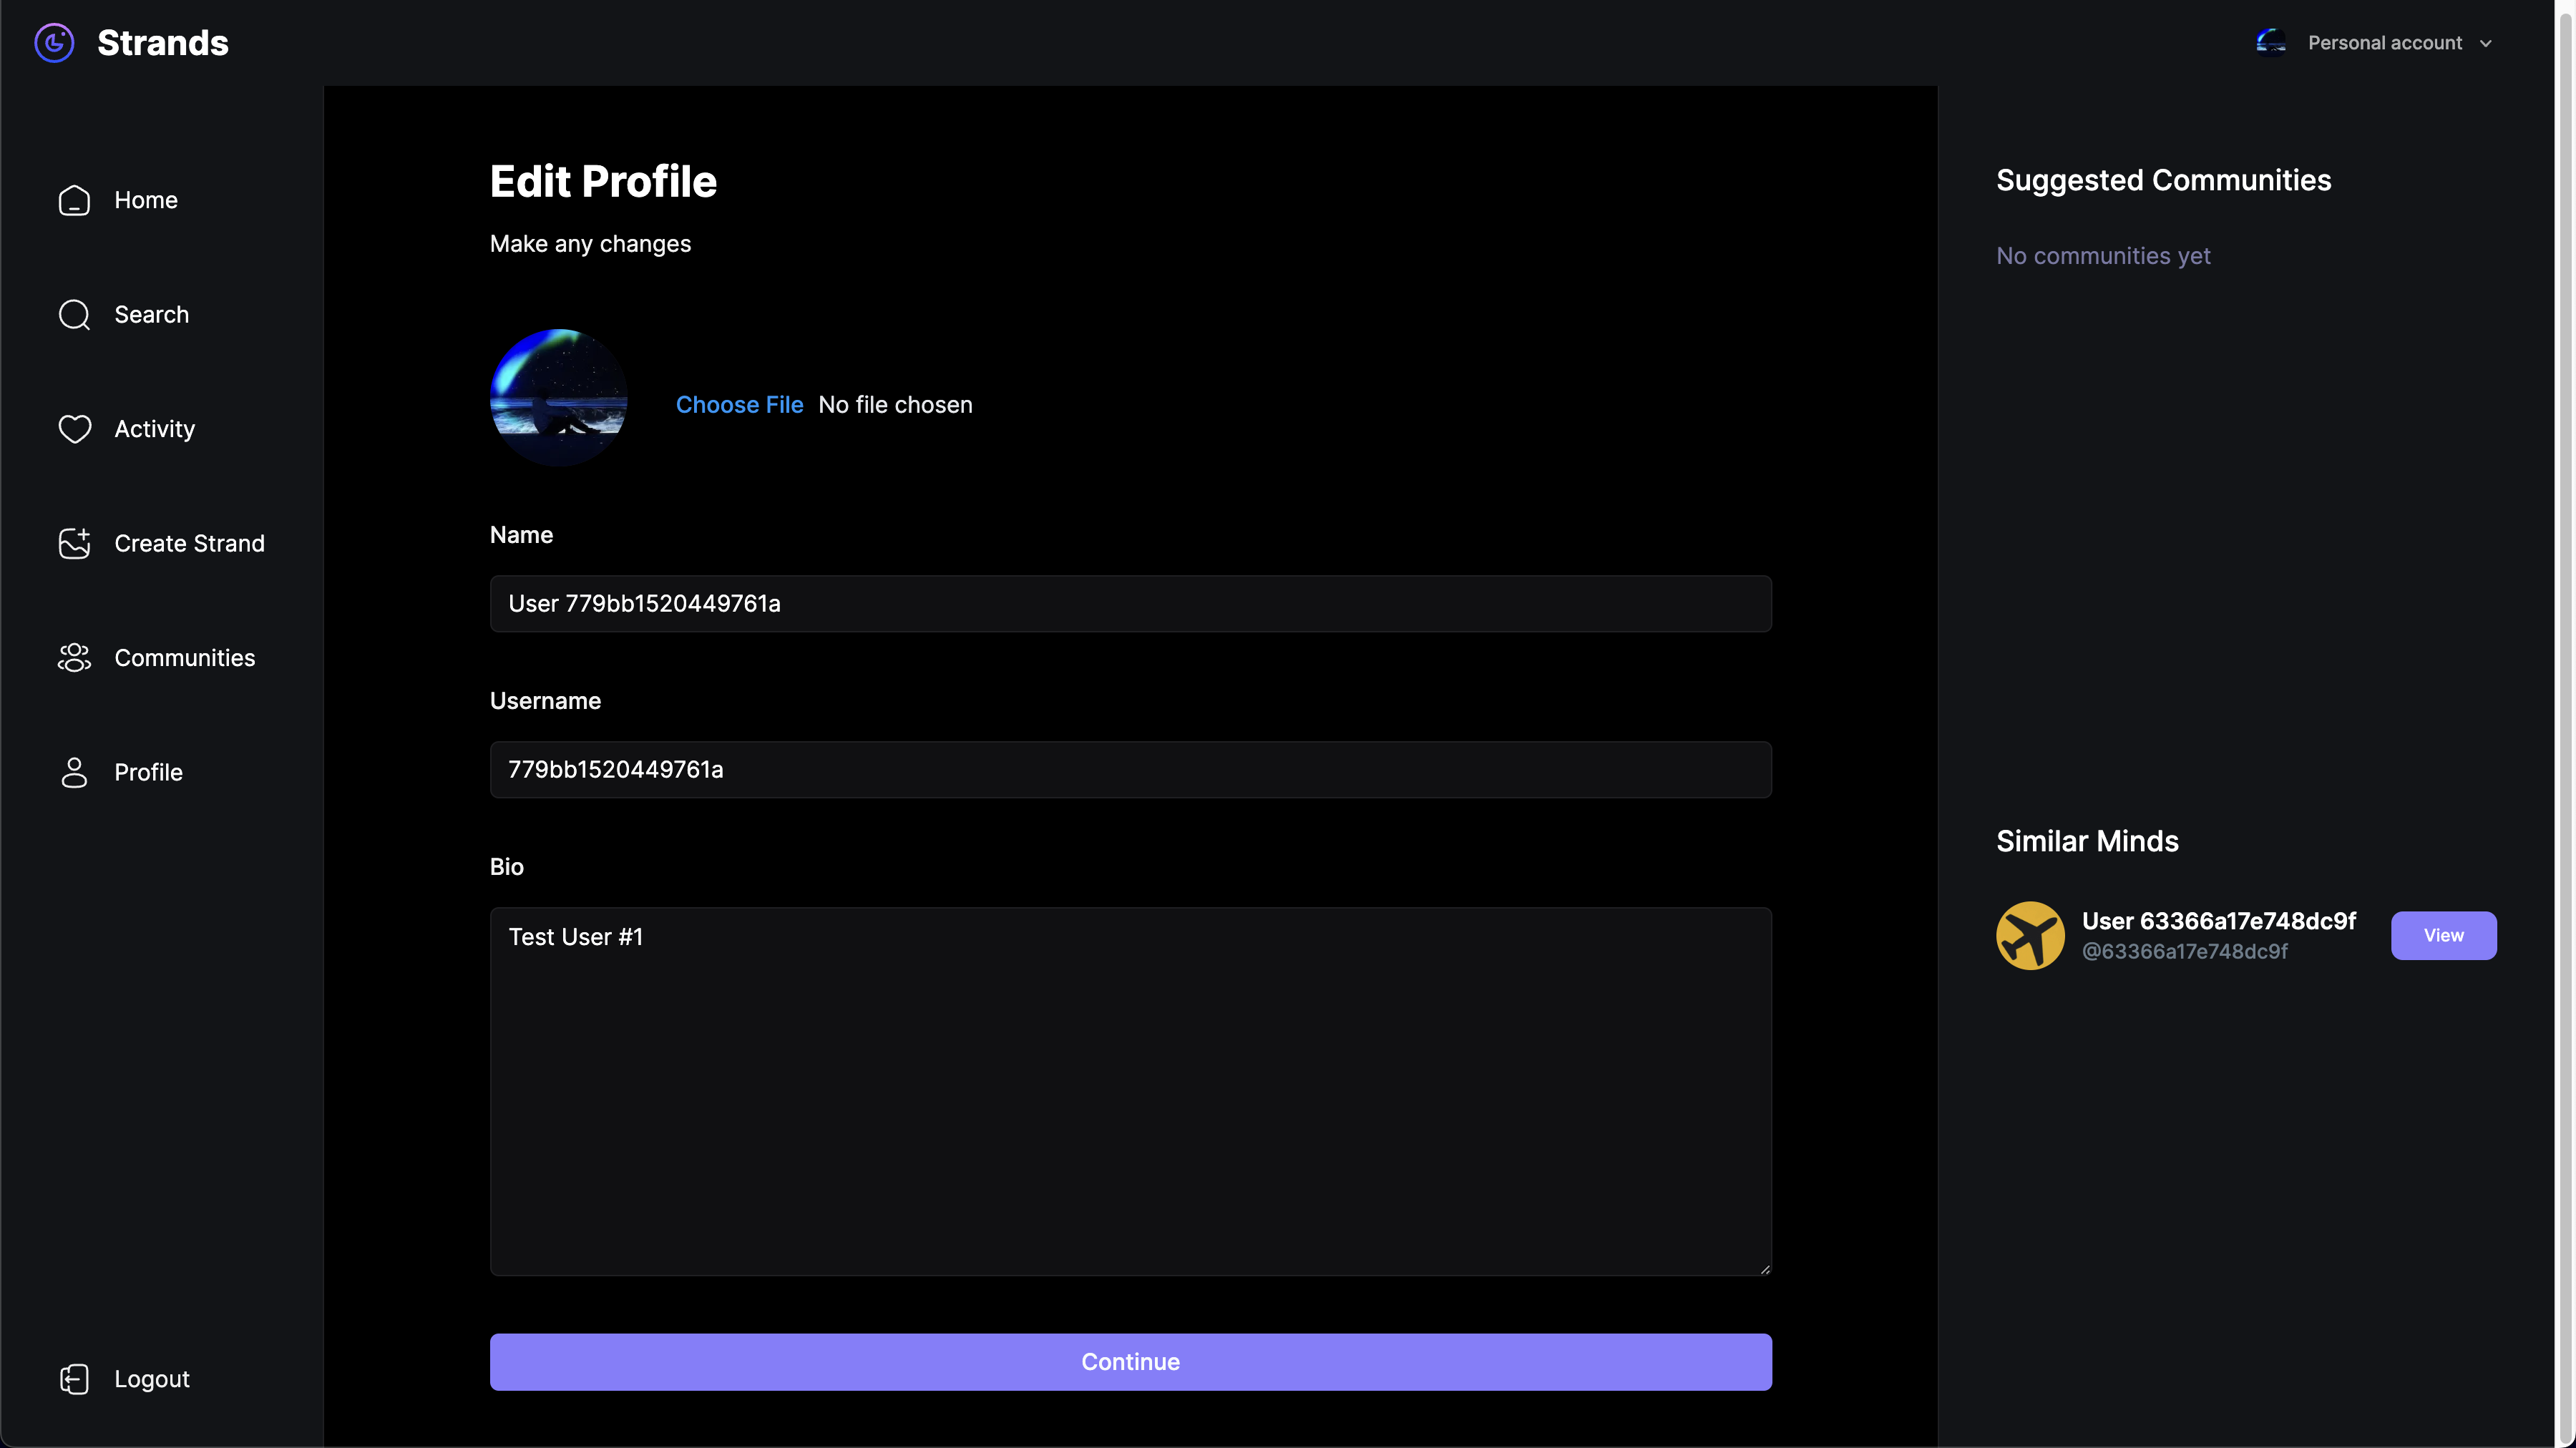 Strands
Personal account
Home
Search
Activity
Create Strand
Communities
Profile
Logout
Edit Profile
Make any changes
Choose File No file chosen
Name
User 779bb1520449761a
Username
779bb1520449761a
Bio
Test User #1
Continue
Suggested Communities
No communities yet
Similar Minds
User 63366a17e748dc9f
@63366a17e748dc9f
View